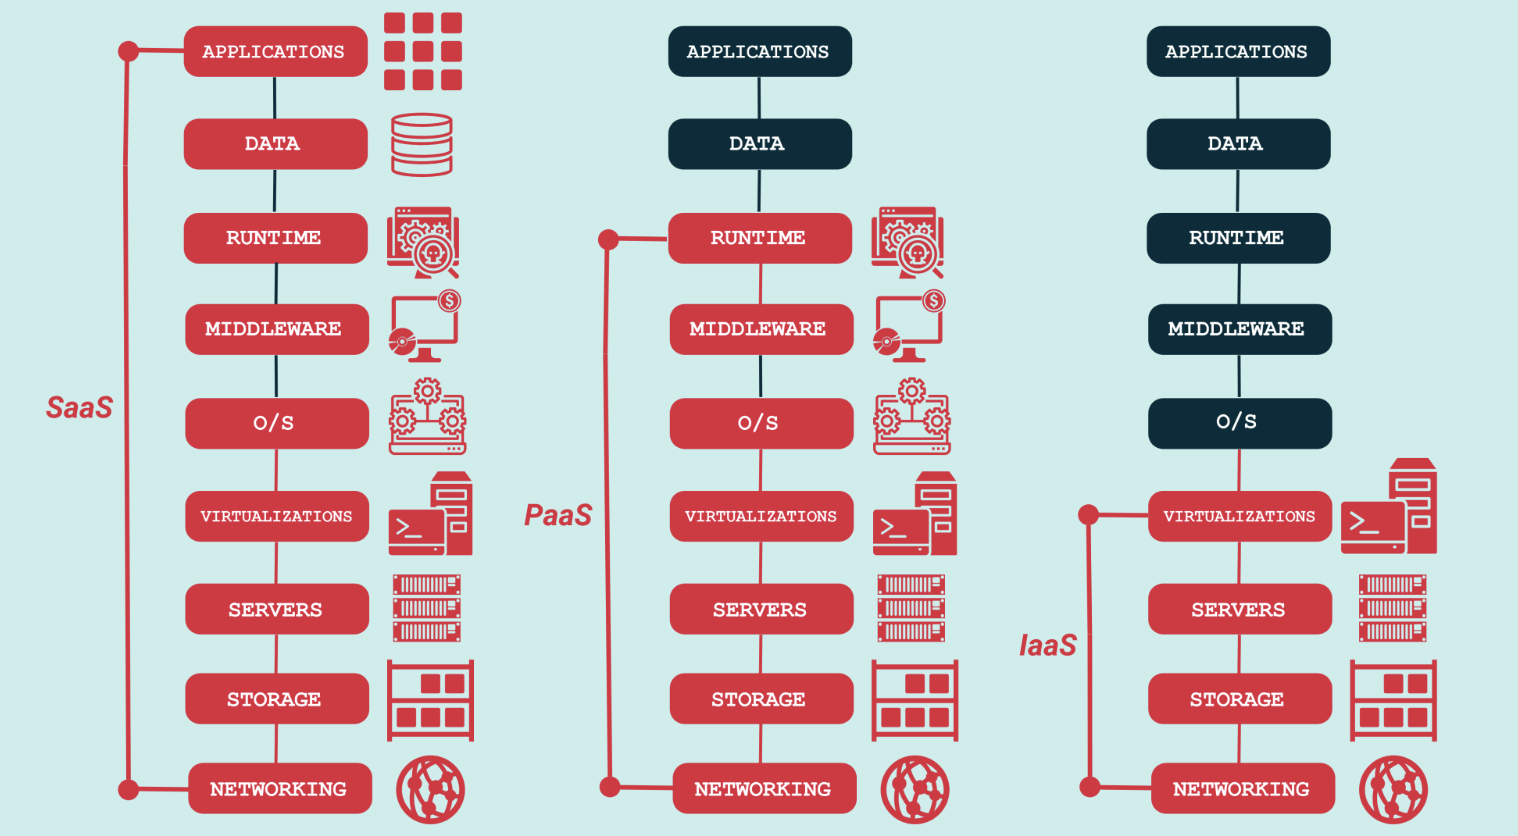 SaaS
APPLICATIONS
DATA
RUNTIME
MIDDLEWARE
$
O/S
VIRTUALIZATIONS
>_
SERVERS
STORAGE
NETWORKING
PaaS
APPLICATIONS
DATA
RUNTIME
MIDDLEWARE
$
O/S
VIRTUALIZATIONS
>_
SERVERS
STORAGE
NETWORKING
IaaS
APPLICATIONS
DATA
RUNTIME
MIDDLEWARE
O/S
VIRTUALIZATIONS
>_
SERVERS
STORAGE
NETWORKING